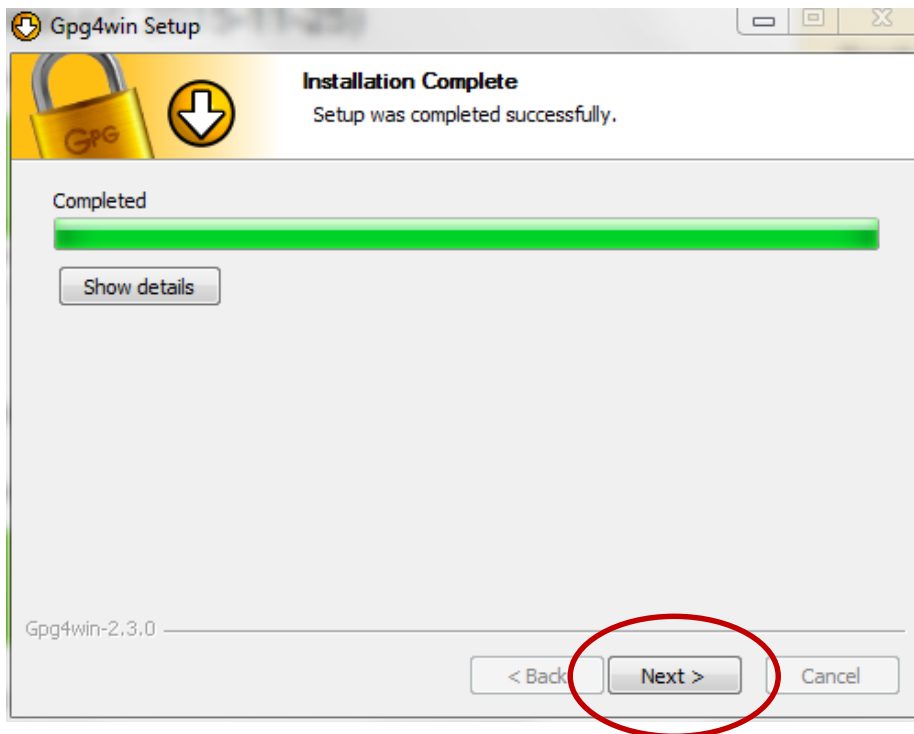 Gpg4win Setup
Installation Complete
Setup was completed successfully.
GPG
Completed
Show details
Gpg4win-2.3.0
< Back
Next >
Cancel